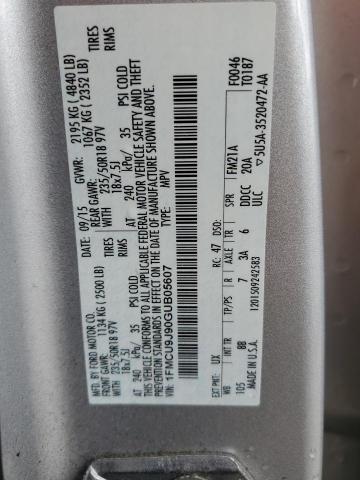 MFD. BY FORD MOTOR CO.
DATE: 09/15 GVWR: 2195 KG ( 4840 LB)
FRONT GAWR: 1134 KG ( 2500 LB) REAR GAWR: 1067 KG ( 2352 LB)
WITH 235/50R18 97V TIRES 235/50R18 97V TIRES
18x7.5J RIMS 18x7.5J RIMS
AT 240 kPa/ 35 PSI COLD AT 240 kPa/ 35 PSI COLD
THIS VEHICLE CONFORMS TO ALL APPLICABLE FEDERAL MOTOR VEHICLE SAFETY AND BUMPER AND THEFT
PREVENTION STANDARDS IN EFFECT ON THE DATE OF MANUFACTURE SHOWN ABOVE.
VIN: 1FMCU9J90GUB05607 F0046
TYPE: MPV T0187
EXT PNT: UX RC: 47 DSO: FM21A
WB INT TR TP/PS R AXLE TR SPR
105 BB 7 3A 6 DDCC 20A
U.S.A. ULC 5U5A-3520472-AA
1201509242583